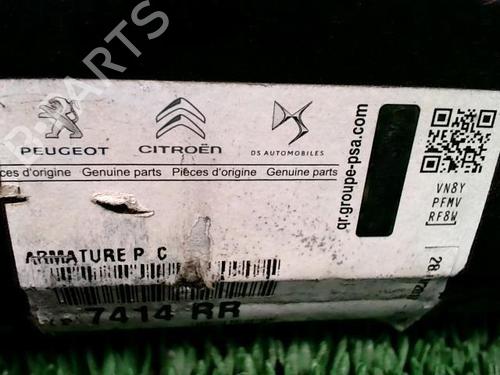 B-PARTS
PEUGEOT CITROËN DS AUTOMOBILES
Pièces d'origine Genuine parts Pièces d'origine Genuine parts
qr.groupe-psa.com
VN8Y
PFMV
RF8W
ARMATURE P C
7414 RR